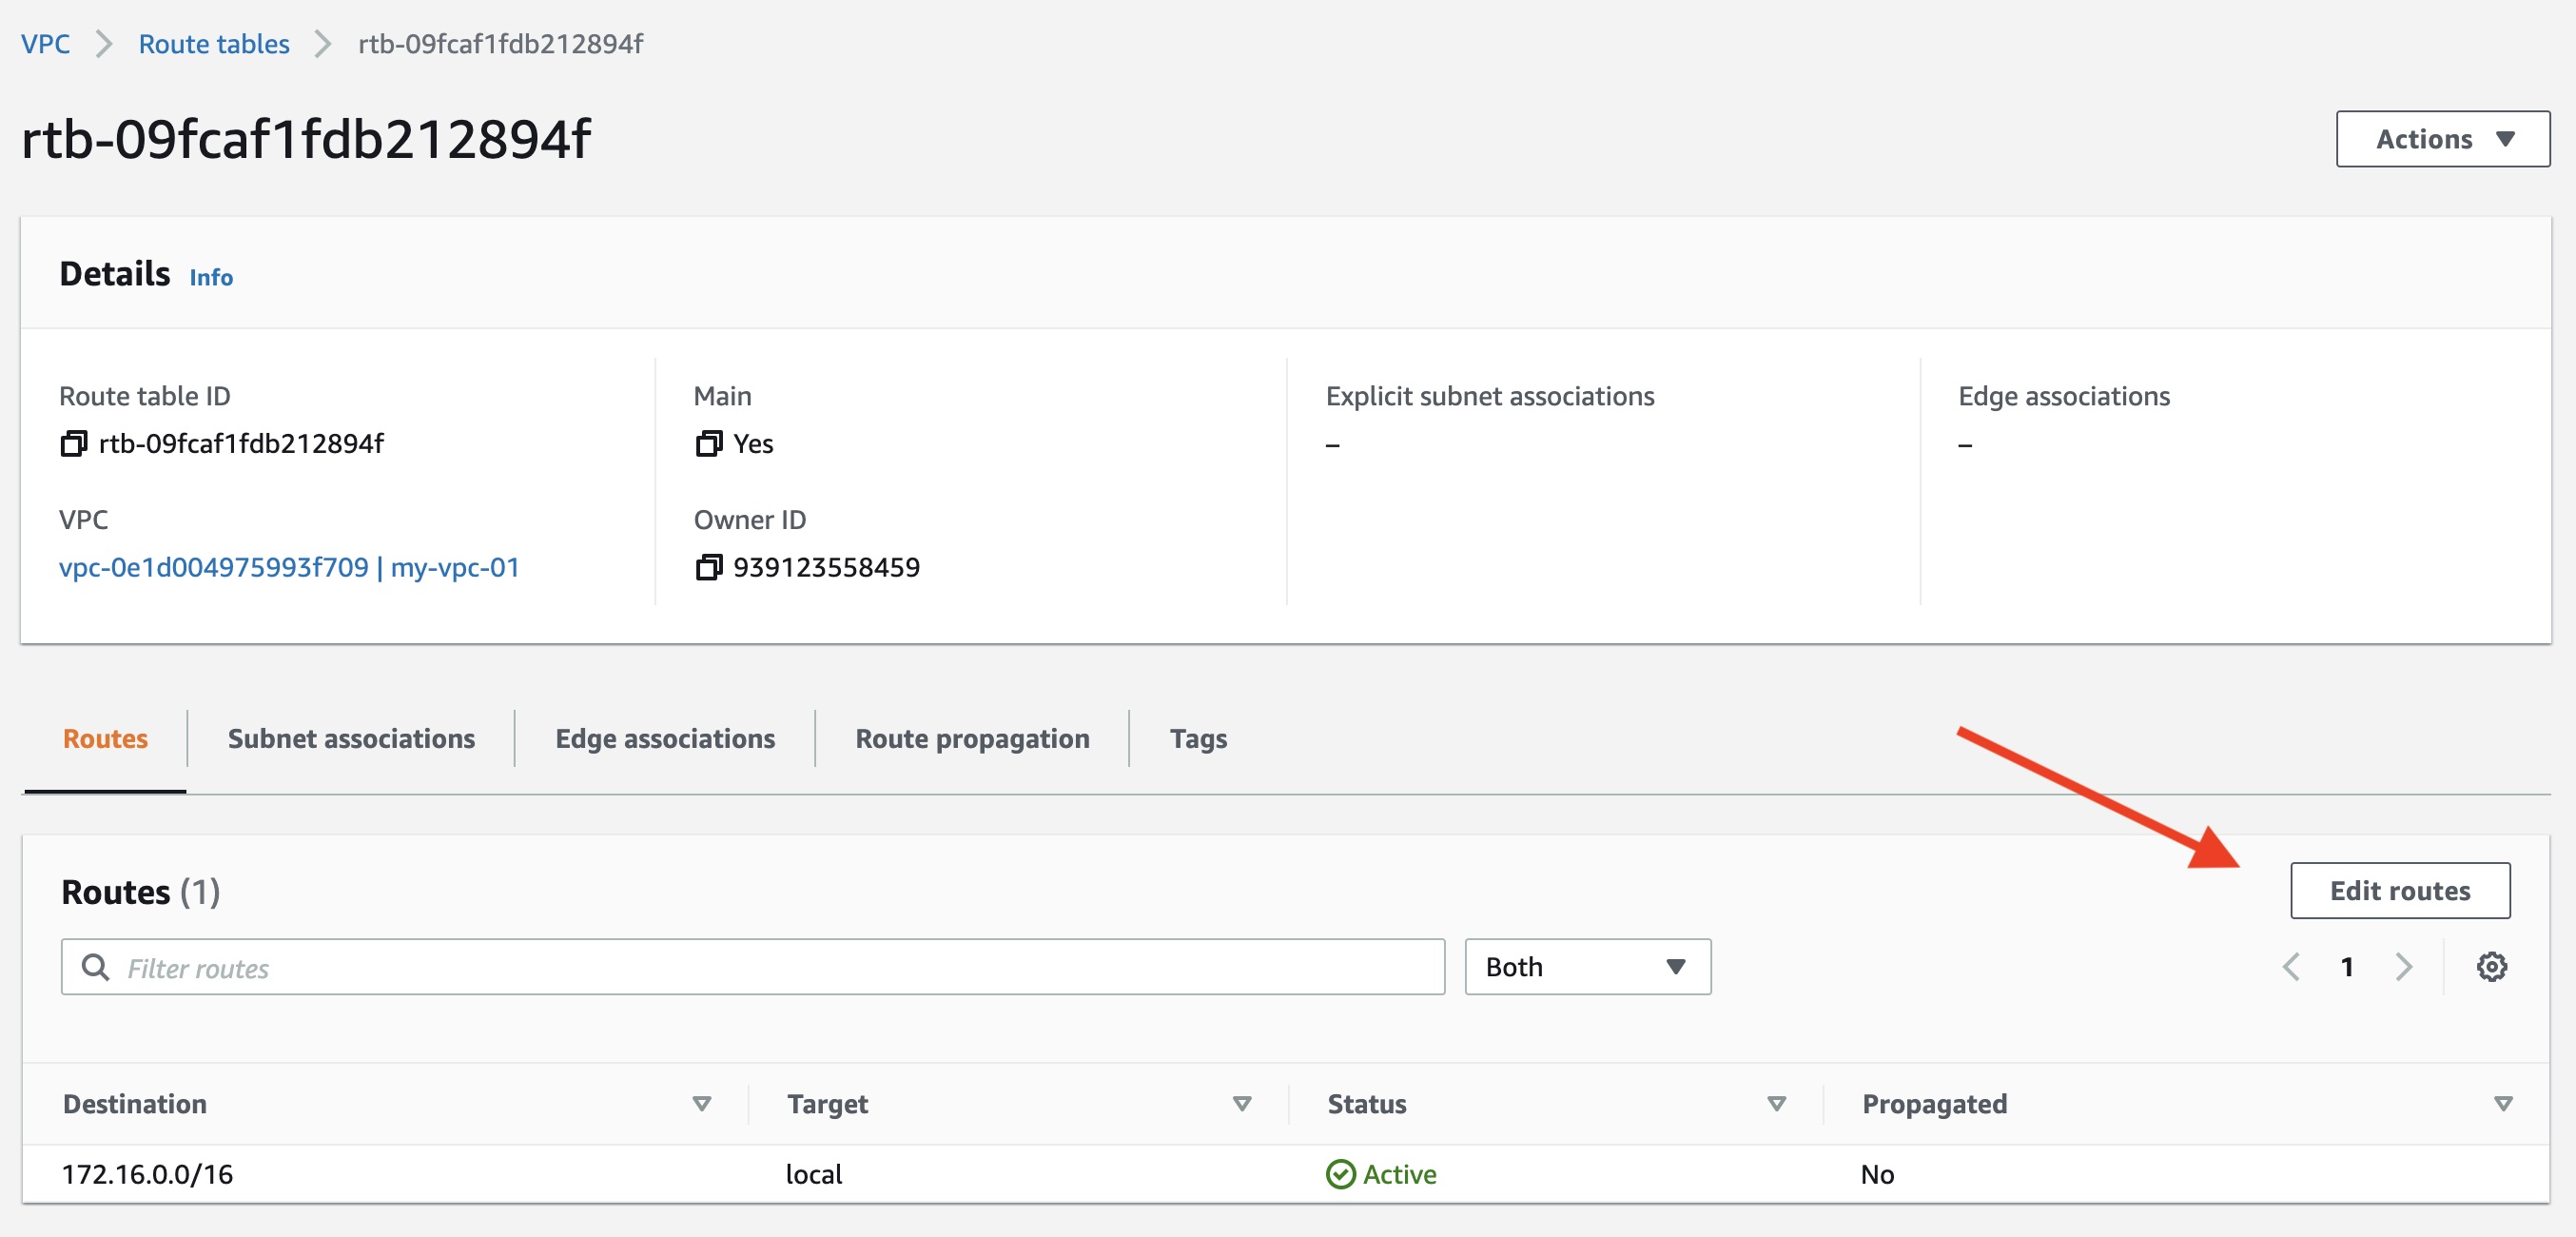 VPC Route tables rtb-09fcaf1fdb212894f
rtb-09fcaf1fdb212894f
Actions
Details Info
Route table ID Main Explicit subnet associations Edge associations
rtb-09fcaf1fdb212894f Yes – –
VPC Owner ID
vpc-0e1d004975993f709 | my-vpc-01 939123558459
Routes Subnet associations Edge associations Route propagation Tags
Routes (1) Edit routes
Filter routes Both 1
Destination Target Status Propagated
172.16.0.0/16 local Active No